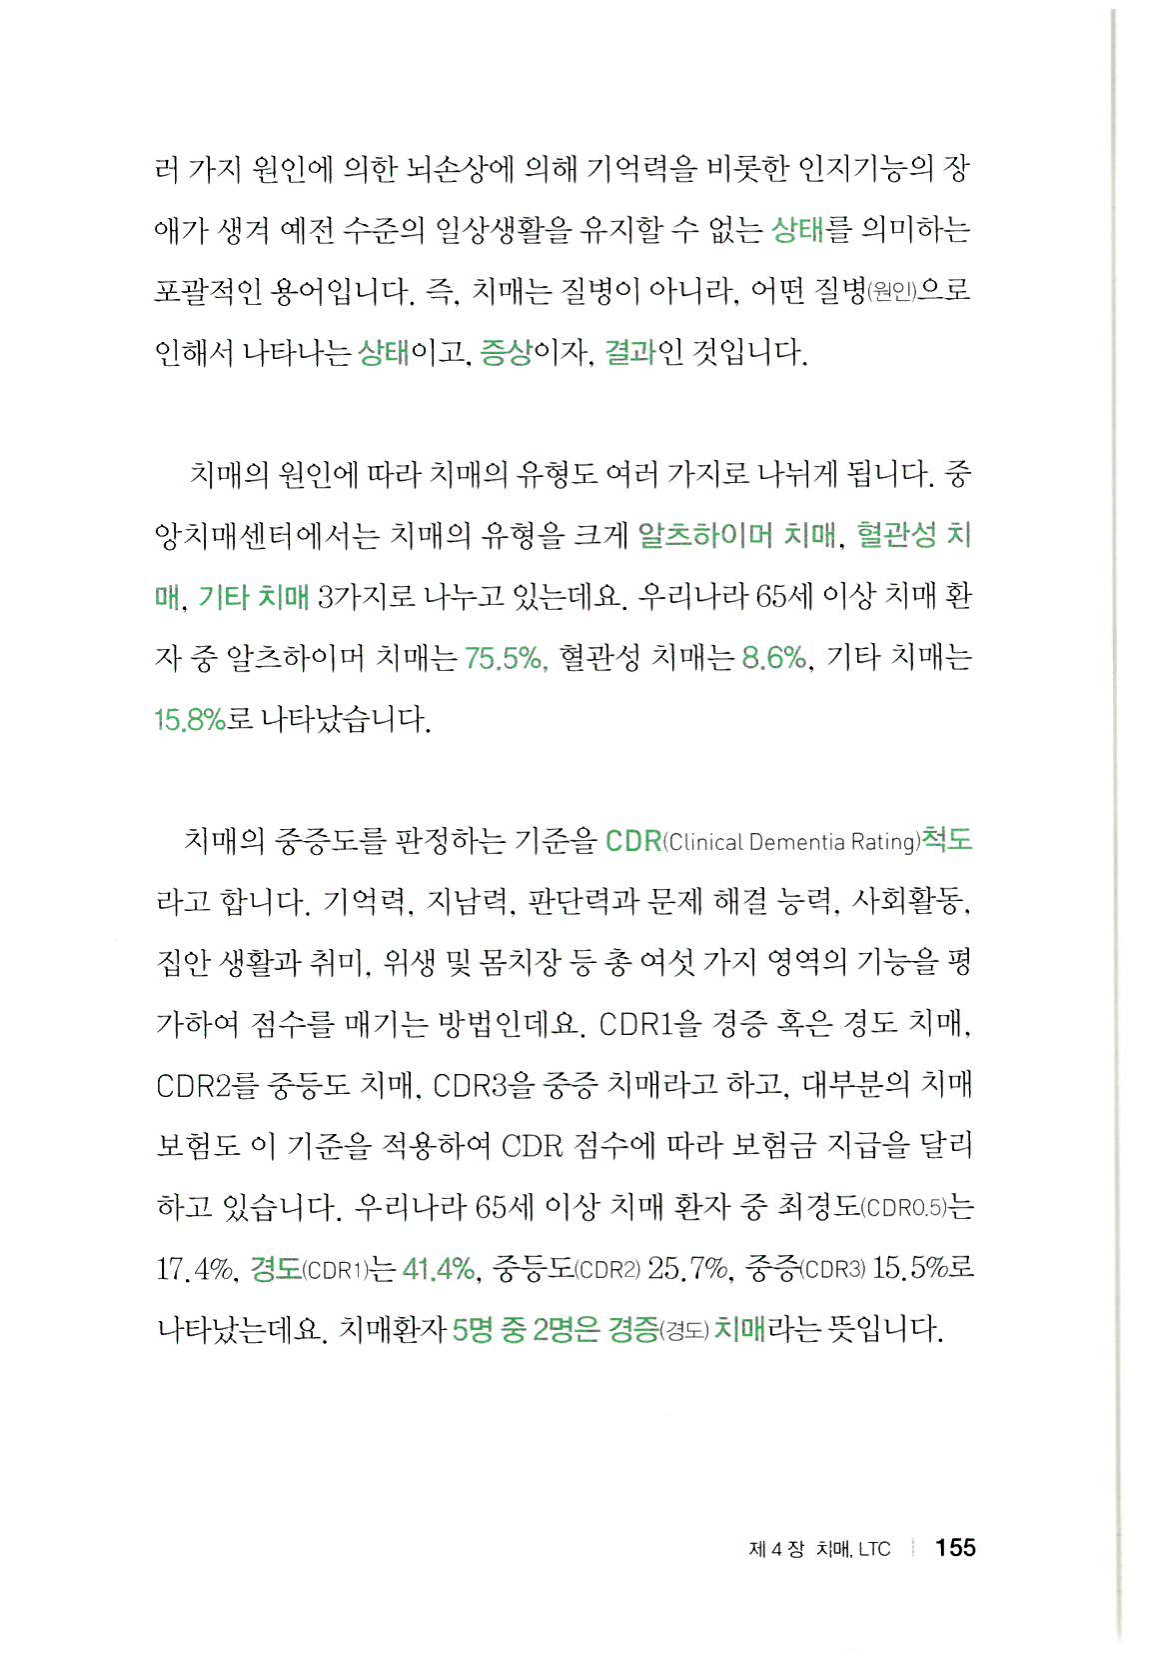 러 가지 원인에 의한 뇌손상에 의해 기억력을 비롯한 인지기능의 장
애가 생겨 예전 수준의 일상생활을 유지할 수 없는 상태를 의미하는
포괄적인 용어입니다. 즉, 치매는 질병이 아니라, 어떤 질병(원인)으로
인해서 나타나는 상태이고, 증상이자, 결과인 것입니다.
치매의 원인에 따라 치매의 유형도 여러 가지로 나뉘게 됩니다. 중
앙치매센터에서는 치매의 유형을 크게 알츠하이머 치매, 혈관성 치
매, 기타 치매 3가지로 나누고 있는데요. 우리나라 65세 이상 치매 환
자 중 알츠하이머 치매는 75.5%, 혈관성 치매는 8.6%, 기타 치매는
15.8%로 나타났습니다.
치매의 중증도를 판정하는 기준을 CDR(Clinical Dementia Rating)척도
라고 합니다. 기억력, 지남력, 판단력과 문제 해결 능력, 사회활동,
집안 생활과 취미, 위생 및 몸치장 등 총 여섯 가지 영역의 기능을 평
가하여 점수를 매기는 방법인데요. CDR1을 경증 혹은 경도 치매,
CDR2를 중등도 치매, CDR3을 중증 치매라고 하고, 대부분의 치매
보험도 이 기준을 적용하여 CDR 점수에 따라 보험금 지급을 달리
하고 있습니다. 우리나라 65세 이상 치매 환자 중 최경도(CDR0.5)는
17.4%, 경도(CDR1)는 41.4%, 중등도(CDR2) 25.7%, 중증(CDR3) 15.5%로
나타났는데요. 치매환자 5명 중 2명은 경증(경도) 치매라는 뜻입니다.
제 4 장 치매, LTC | 155